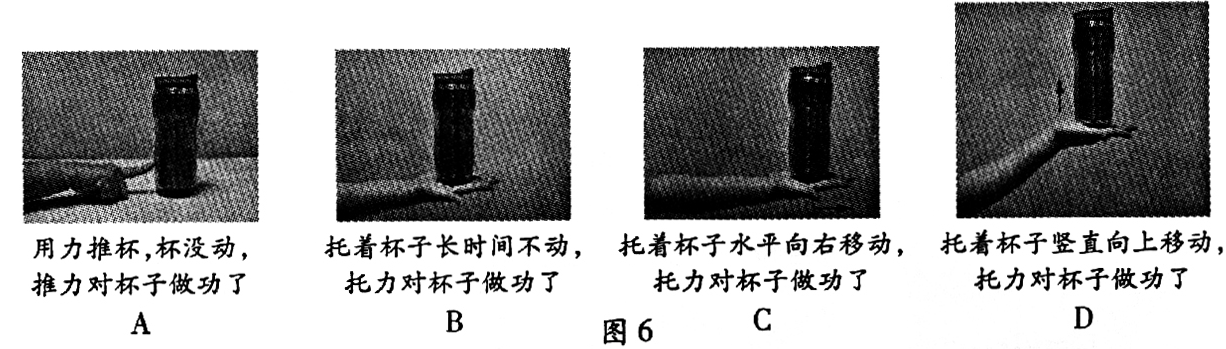 用力推杯,杯没动,
推力对杯子做功了
A
托着杯子长时间不动,
托力对杯子做功了
B
托着杯子水平向右移动,
托力对杯子做功了
C
托着杯子竖直向上移动,
托力对杯子做功了
D
图6